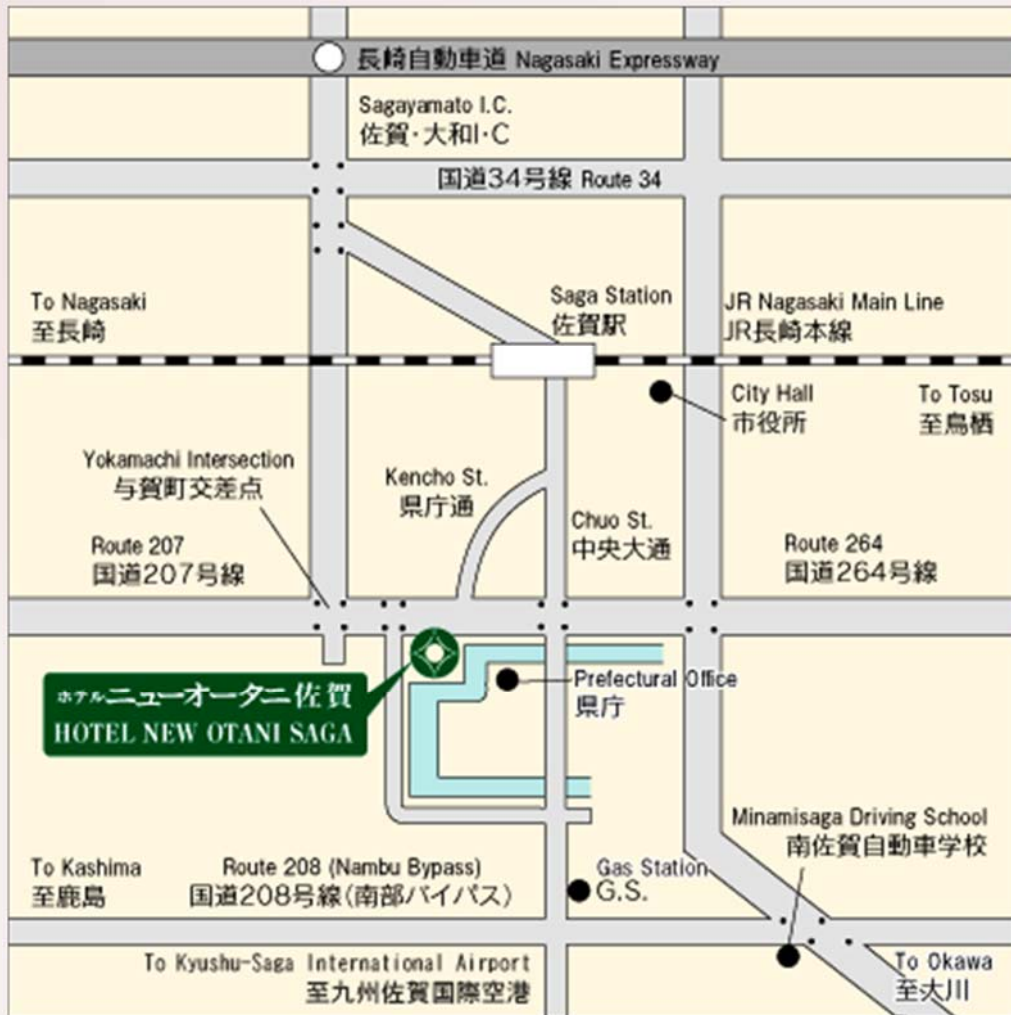 長崎自動車道 Nagasaki Expressway
Sagayamato I.C.
佐賀・大和I・C
国道34号線 Route 34
To Nagasaki
至長崎
Saga Station
佐賀駅
JR Nagasaki Main Line
JR長崎本線
City Hall
市役所
To Tosu
至鳥栖
Yokamachi Intersection
与賀町交差点
Kencho St.
県庁通
Chuo St.
中央大通
Route 207
国道207号線
Route 264
国道264号線
ホテルニューオータニ佐賀
HOTEL NEW OTANI SAGA
Prefectural Office
県庁
Minamisaga Driving School
南佐賀自動車学校
To Kashima
至鹿島
Route 208 (Nambu Bypass)
国道208号線(南部バイパス)
Gas Station
G.S.
To Kyushu-Saga International Airport
至九州佐賀国際空港
To Okawa
至大川